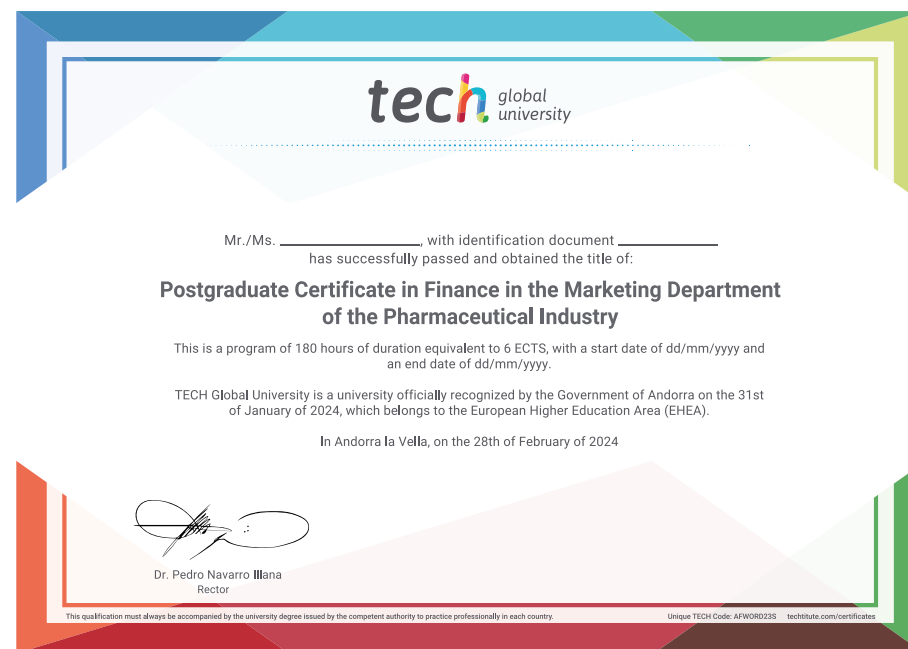 tech global university
Mr./Ms. ____________, with identification document ____________
has successfully passed and obtained the title of:
Postgraduate Certificate in Finance in the Marketing Department
of the Pharmaceutical Industry
This is a program of 180 hours of duration equivalent to 6 ECTS, with a start date of dd/mm/yyyy and
an end date of dd/mm/yyyy.
TECH Global University is a university officially recognized by the Government of Andorra on the 31st
of January of 2024, which belongs to the European Higher Education Area (EHEA).
In Andorra la Vella, on the 28th of February of 2024
Dr. Pedro Navarro Illana
Rector
This qualification must always be accompanied by the university degree issued by the competent authority to practice professionally in each country.
Unique TECH Code: AFWORD23S techtitute.com/certificates